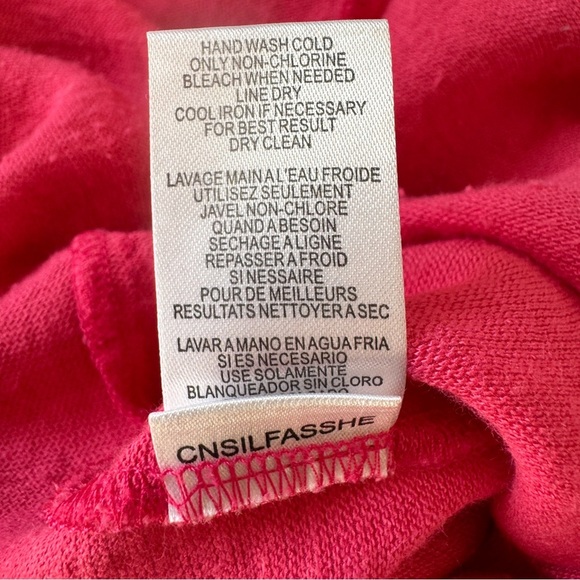 HAND WASH COLD
ONLY NON-CHLORINE
BLEACH WHEN NEEDED
LINE DRY
COOL IRON IF NECESSARY
FOR BEST RESULT
DRY CLEAN
LAVAGE MAIN A L'EAU FROIDE
UTILISEZ SEULEMENT
JAVEL NON-CHLORE
QUAND A BESOIN
SECHAGE A LIGNE
REPASSER A FROID
SI NESSAIRE
POUR DE MEILLEURS
RESULTATS NETTOYER A SEC
LAVAR A MANO EN AGUA FRIA
SI ES NECESARIO
USE SOLAMENTE
BLANQUEADOR SIN CLORO
CNSILFASSHE